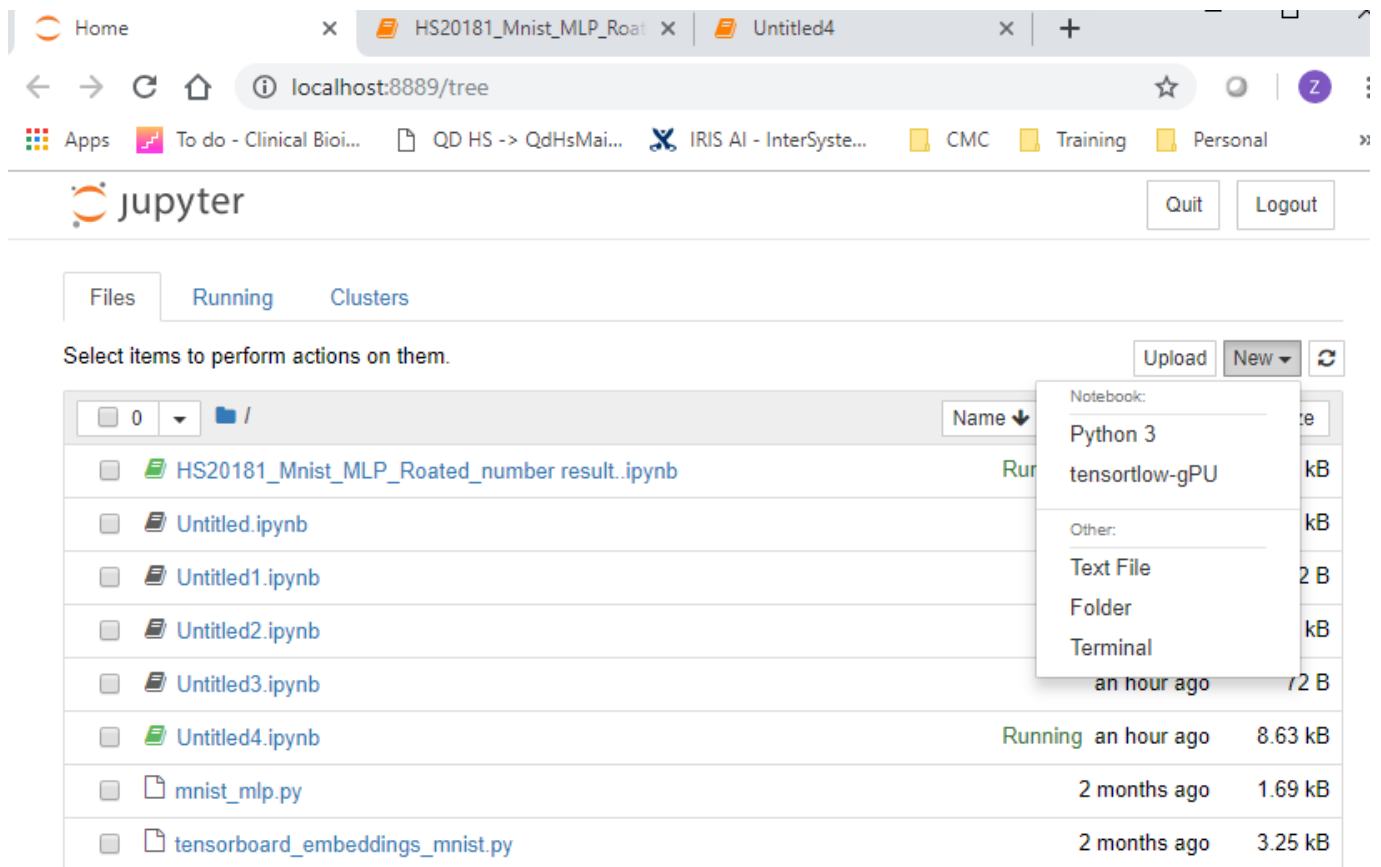 Home HS20181_Mnist_MLP_Roat Untitled4
localhost:8889/tree Z
Apps To do - Clinical Bioi... QD HS -> QdHsMai... IRIS AI - InterSyste... CMC Training Personal »
jupyter Quit Logout
Files Running Clusters
Select items to perform actions on them. Upload New
0 / Name ze
Notebook:
Python 3
tensortlow-gPU
Other:
Text File
Folder
Terminal
HS20181_Mnist_MLP_Roated_number result..ipynb Rur kB
Untitled.ipynb kB
Untitled1.ipynb 2 B
Untitled2.ipynb kB
Untitled3.ipynb an hour ago 72 B
Untitled4.ipynb Running an hour ago 8.63 kB
mnist_mlp.py 2 months ago 1.69 kB
tensorboard_embeddings_mnist.py 2 months ago 3.25 kB